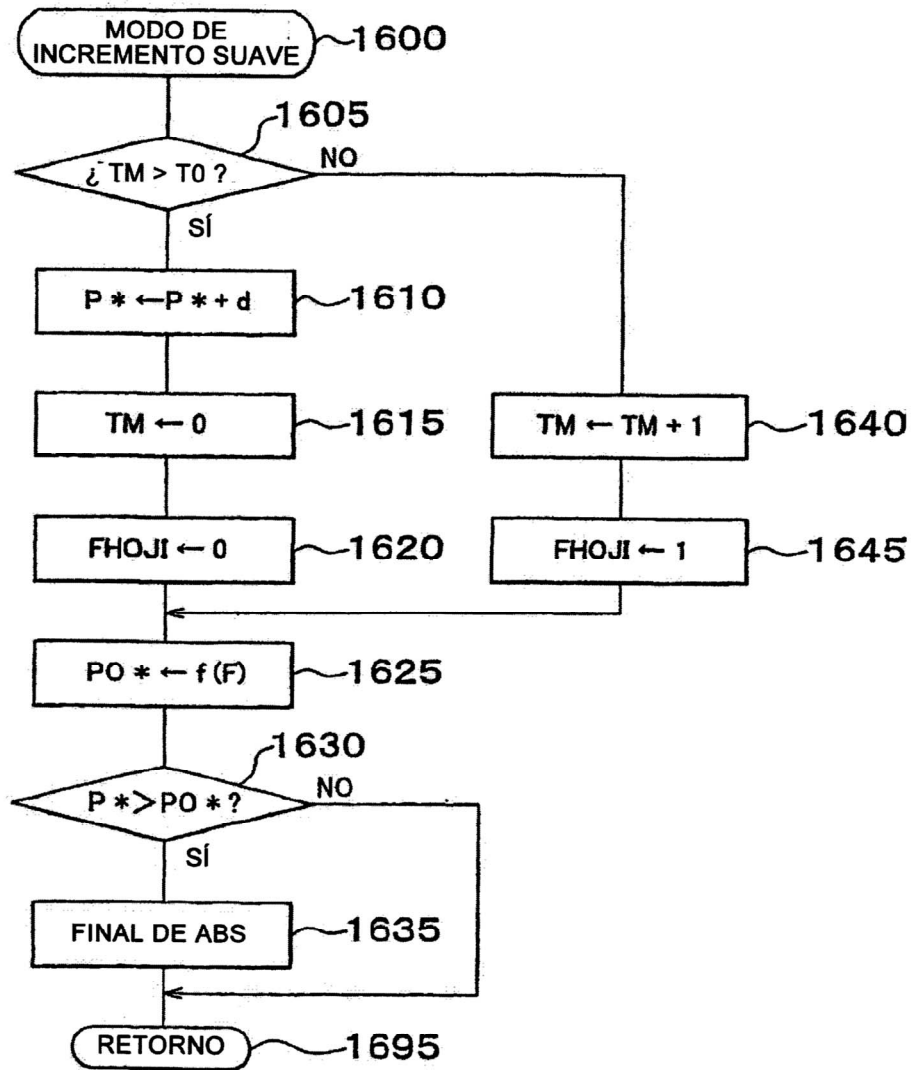 MODO DE
INCREMENTO SUAVE
1600
1605
¿ TM > T0 ?
NO
SÍ
P * ← P * + d
1610
TM ← 0
1615
TM ← TM + 1
1640
FHOJI ← 0
1620
FHOJI ← 1
1645
PO * ← f (F)
1625
1630
P * > PO * ?
NO
SÍ
FINAL DE ABS
1635
RETORNO
1695